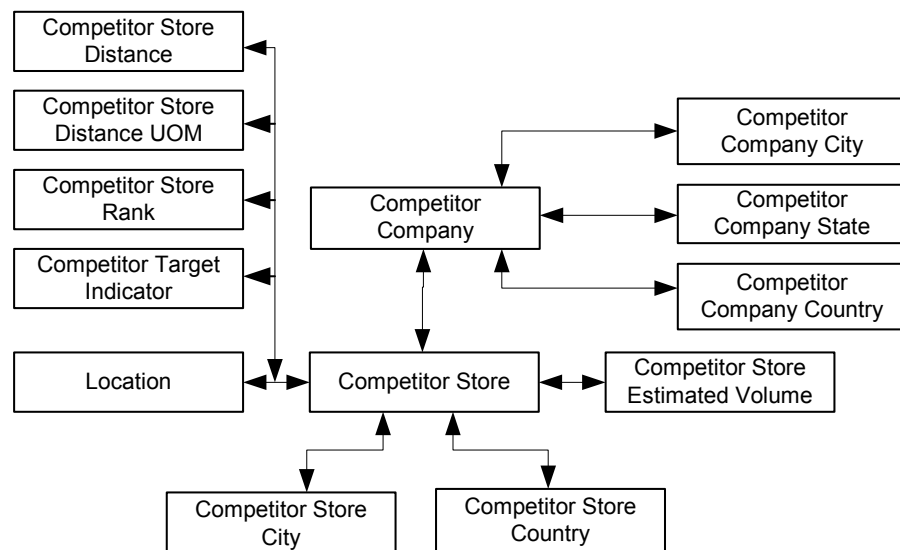 Competitor Store
Distance
Competitor Store
Distance UOM
Competitor Store
Rank
Competitor Target
Indicator
Location
Competitor
Company
Competitor Store
Competitor
Company City
Competitor
Company State
Competitor
Company Country
Competitor Store
Estimated Volume
Competitor Store
City
Competitor Store
Country